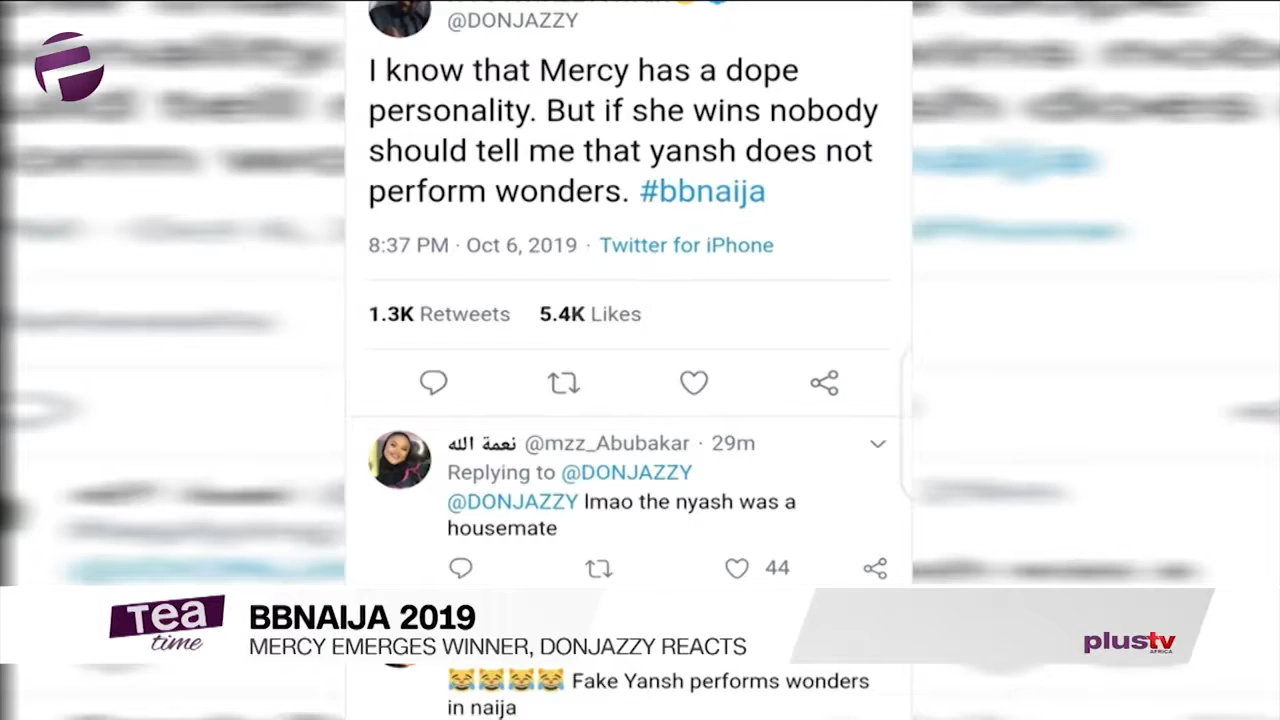 @DONJAZZY
I know that Mercy has a dope
personality. But if she wins nobody
should tell me that yansh does not
perform wonders. #bbnaija
8:37 PM · Oct 6, 2019 · Twitter for iPhone
1.3K Retweets 5.4K Likes
نعمة الله @mzz_Abubakar · 29m
Replying to @DONJAZZY
@DONJAZZY lmao the nyash was a
housemate
44
Tea
time
BBNAIJA 2019
MERCY EMERGES WINNER, DONJAZZY REACTS
plustv
AFRICA
😹😹😹😹 Fake Yansh performs wonders
in naija